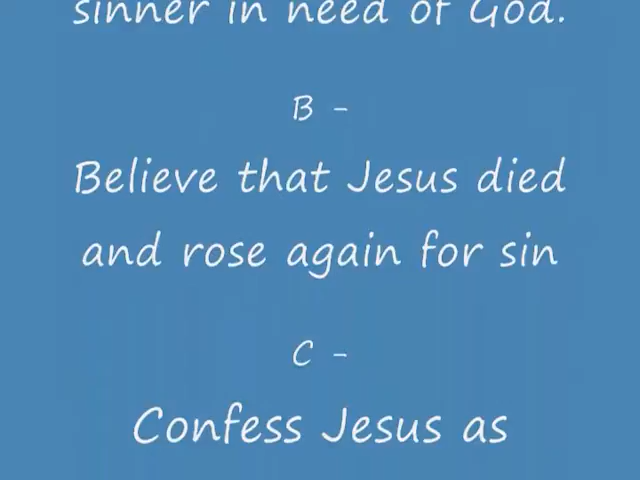 sinner in need of God.
B -
Believe that Jesus died
and rose again for sin
C -
Confess Jesus as